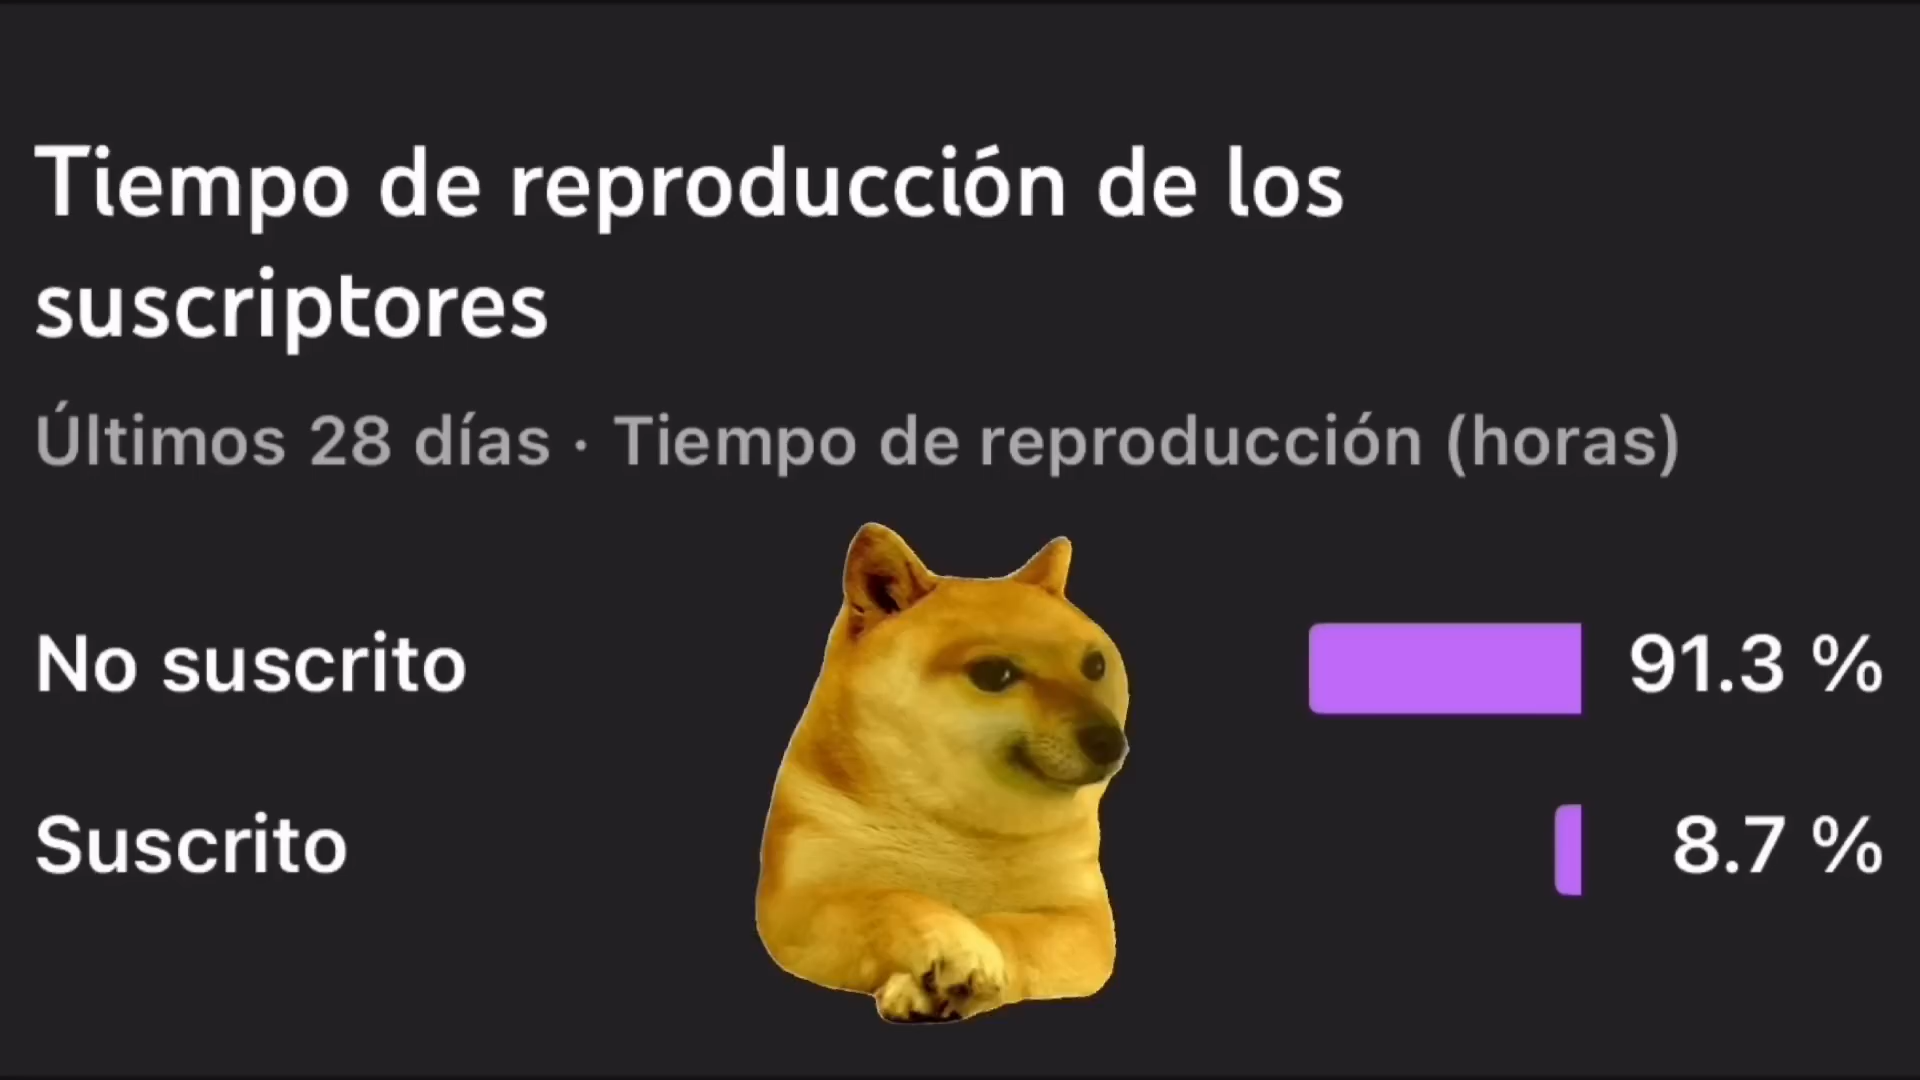 Tiempo de reproducción de los
suscriptores
Últimos 28 días · Tiempo de reproducción (horas)
No suscrito 91.3 %
Suscrito 8.7 %